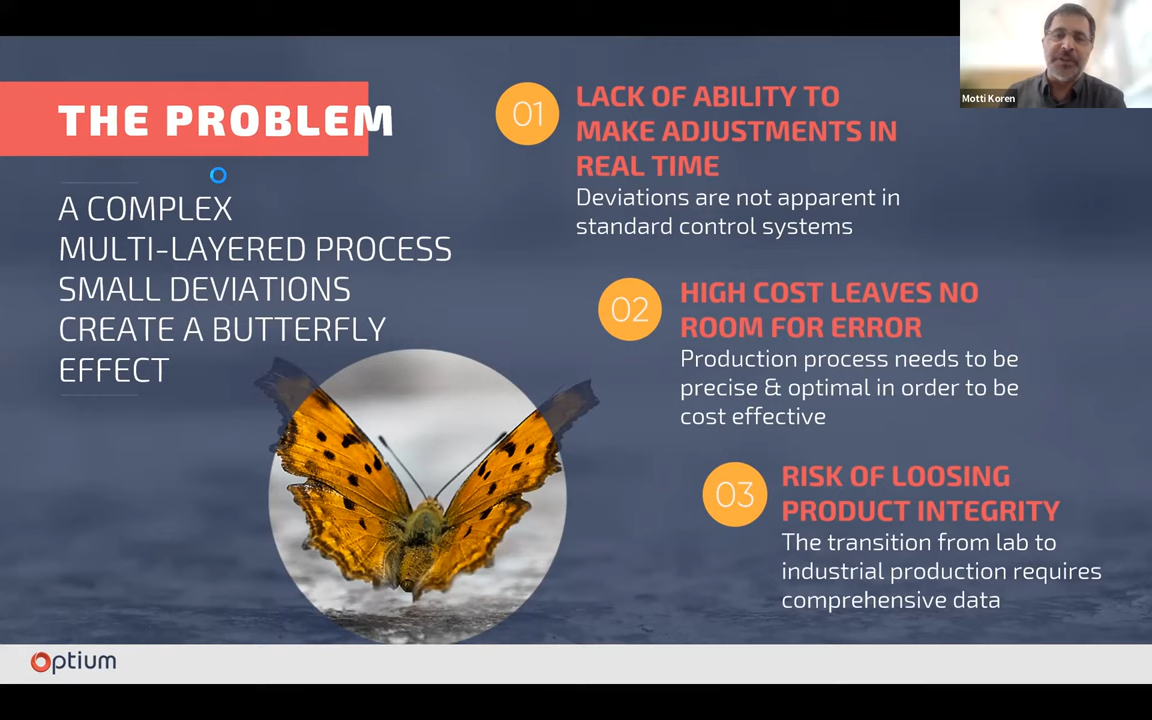 THE PROBLEM
A COMPLEX
MULTI-LAYERED PROCESS
SMALL DEVIATIONS
CREATE A BUTTERFLY
EFFECT
01
LACK OF ABILITY TO
MAKE ADJUSTMENTS IN
REAL TIME
Deviations are not apparent in
standard control systems
02
HIGH COST LEAVES NO
ROOM FOR ERROR
Production process needs to be
precise & optimal in order to be
cost effective
03
RISK OF LOOSING
PRODUCT INTEGRITY
The transition from lab to
industrial production requires
comprehensive data
Motti Koren
Optium